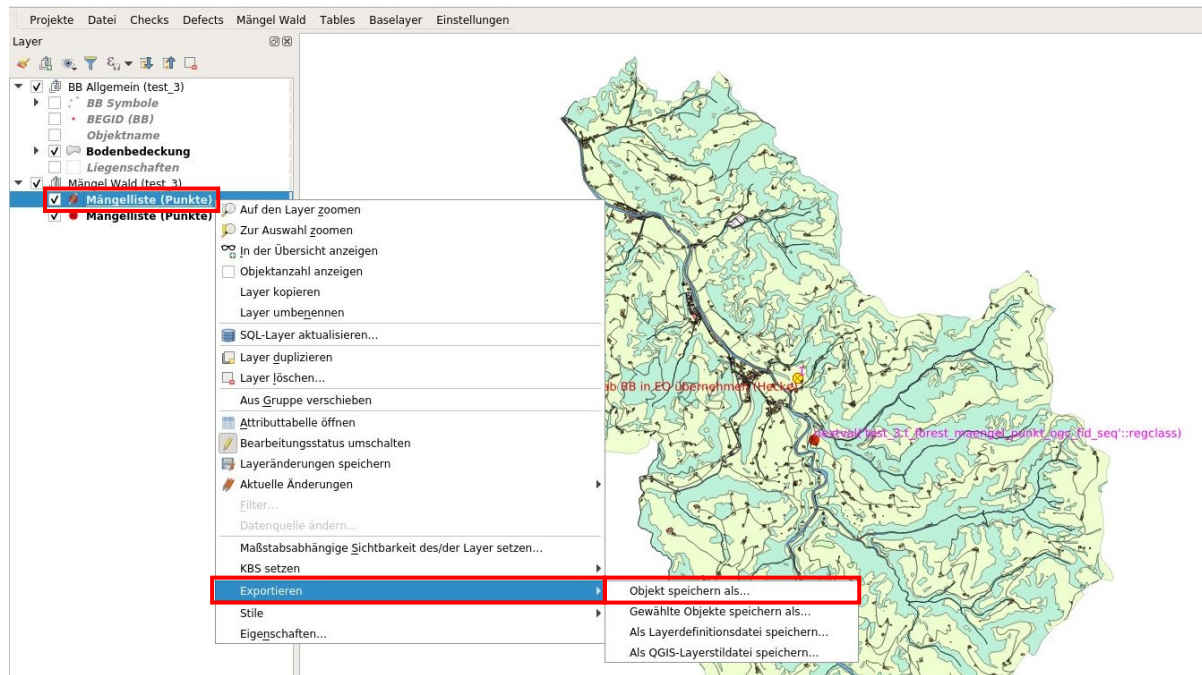 Projekte Datei Checks Defects Mängel Wald Tables Baselayer Einstellungen
Layer
BB Allgemein (test_3)
BB Symbole
BEGID (BB)
Objektname
Bodenbedeckung
Liegenschaften
Mängel Wald (test_3)
Mängelliste (Punkte)
Mängelliste (Punkte)
Auf den Layer zoomen
Zur Auswahl zoomen
In der Übersicht anzeigen
Objektanzahl anzeigen
Layer kopieren
Layer umbenennen
SQL-Layer aktualisieren...
Layer duplizieren
Layer löschen...
Aus Gruppe verschieben
Attributtabelle öffnen
Bearbeitungsstatus umschalten
Layeränderungen speichern
Aktuelle Änderungen
Filter...
Datenquelle ändern...
Maßstabsabhängige Sichtbarkeit des/der Layer setzen...
KBS setzen
Exportieren
Stile
Eigenschaften...
Objekt speichern als...
Gewählte Objekte speichern als...
Als Layerdefinitionsdatei speichern...
Als QGIS-Layerstildatei speichern...
ab BB in EO übernehmen (Hecke)
1
nextval('test_3.t_forest_maengel_punkt_ogc_fid_seq'::regclass)